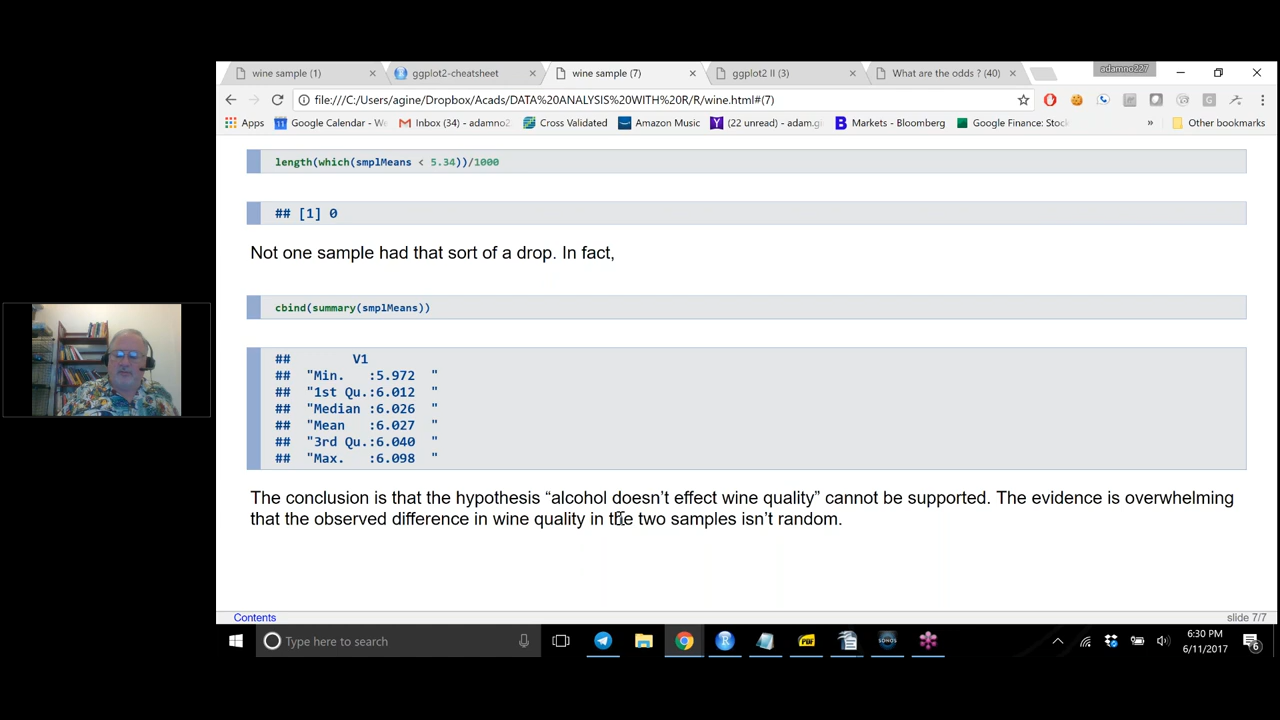 wine sample (1)
ggplot2-cheatsheet
wine sample (7)
ggplot2 II (3)
What are the odds ? (40)
adamno227
file:///C:/Users/agine/Dropbox/Acads/DATA%20ANALYSIS%20WITH%20R/R/wine.html#(7)
Apps
Google Calendar - We
Inbox (34) - adamno2
Cross Validated
Amazon Music
(22 unread) - adam.gi
Markets - Bloomberg
Google Finance: Stoc
»
Other bookmarks
length(which(smplMeans < 5.34))/1000
## [1] 0
Not one sample had that sort of a drop. In fact,
cbind(summary(smplMeans))
## V1
## "Min. :5.972 "
## "1st Qu.:6.012 "
## "Median :6.026 "
## "Mean :6.027 "
## "3rd Qu.:6.040 "
## "Max. :6.098 "
The conclusion is that the hypothesis “alcohol doesn’t effect wine quality” cannot be supported. The evidence is overwhelming
that the observed difference in wine quality in the two samples isn’t random.
Contents
slide 7/7
Type here to search
6:30 PM
6/11/2017
6